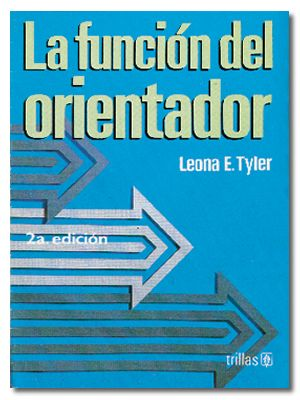 La función del
orientador
Leona E. Tyler
2a. edición
trillas